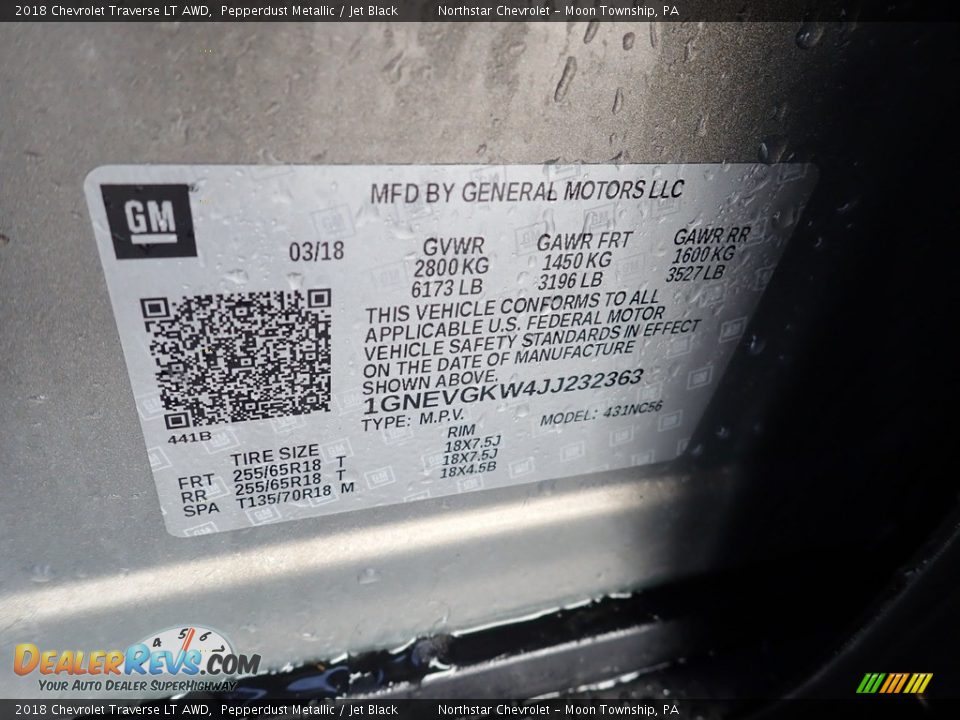 2018 Chevrolet Traverse LT AWD, Pepperdust Metallic / Jet Black Northstar Chevrolet – Moon Township, PA
GM
MFD BY GENERAL MOTORS LLC
03/18
GVWR GAWR FRT GAWR RR
2800 KG 1450 KG 1600 KG
6173 LB 3196 LB 3527 LB
THIS VEHICLE CONFORMS TO ALL
APPLICABLE U.S. FEDERAL MOTOR
VEHICLE SAFETY STANDARDS IN EFFECT
ON THE DATE OF MANUFACTURE
SHOWN ABOVE.
1GNEVGKW4JJ232363
TYPE: M.P.V. MODEL: 431NC56
441B
TIRE SIZE RIM
FRT 255/65R18 T 18X7.5J
RR 255/65R18 T 18X7.5J
SPA T135/70R18 M 18X4.5B
4 5 6
DEALERREVS.COM
YOUR AUTO DEALER SUPERHIGHWAY
2018 Chevrolet Traverse LT AWD, Pepperdust Metallic / Jet Black Northstar Chevrolet – Moon Township, PA